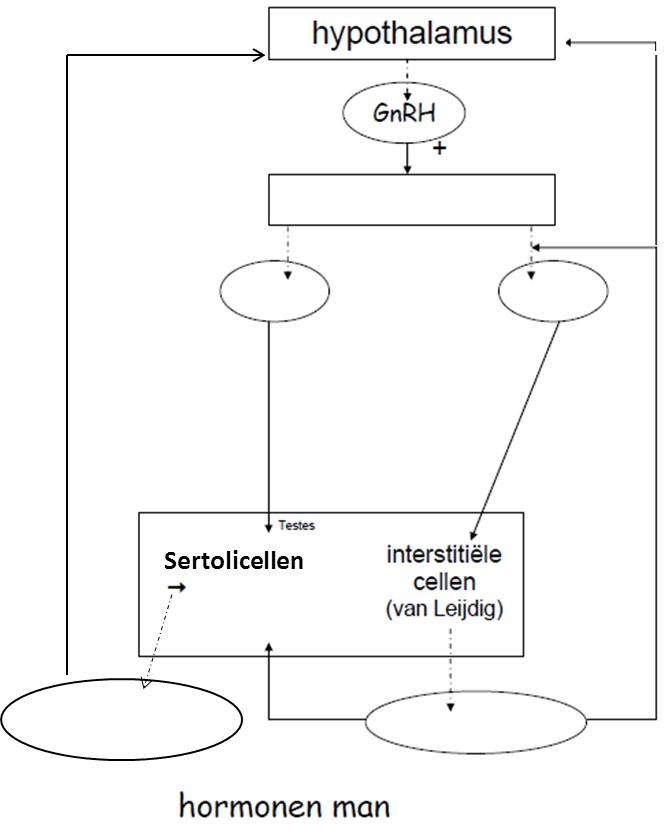 hypothalamus
GnRH
+
Testes
Sertolicellen
→
interstitiële
cellen
(van Leijdig)
hormonen man